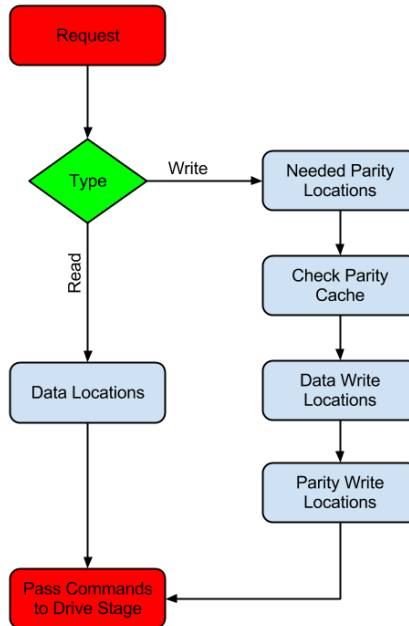 Request
Type
Write
Needed Parity
Locations
Read
Check Parity
Cache
Data Locations
Data Write
Locations
Parity Write
Locations
Pass Commands
to Drive Stage